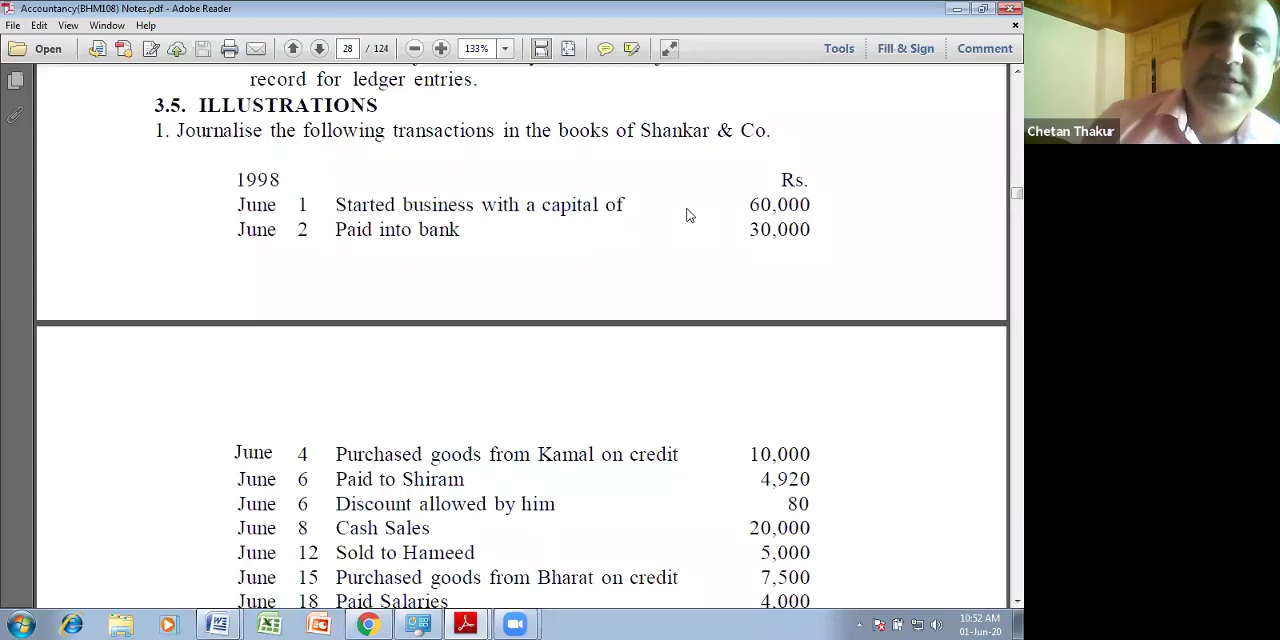 Accountancy(BHM108) Notes.pdf - Adobe Reader
File Edit View Window Help
Open 28 / 124 133% Tools Fill & Sign Comment
record for ledger entries.
3.5. ILLUSTRATIONS
1. Journalise the following transactions in the books of Shankar & Co.
1998 Rs.
June 1 Started business with a capital of 60,000
June 2 Paid into bank 30,000
June 4 Purchased goods from Kamal on credit 10,000
June 6 Paid to Shiram 4,920
June 6 Discount allowed by him 80
June 8 Cash Sales 20,000
June 12 Sold to Hameed 5,000
June 15 Purchased goods from Bharat on credit 7,500
June 18 Paid Salaries 4,000
Chetan Thakur
10:52 AM
01-Jun-20